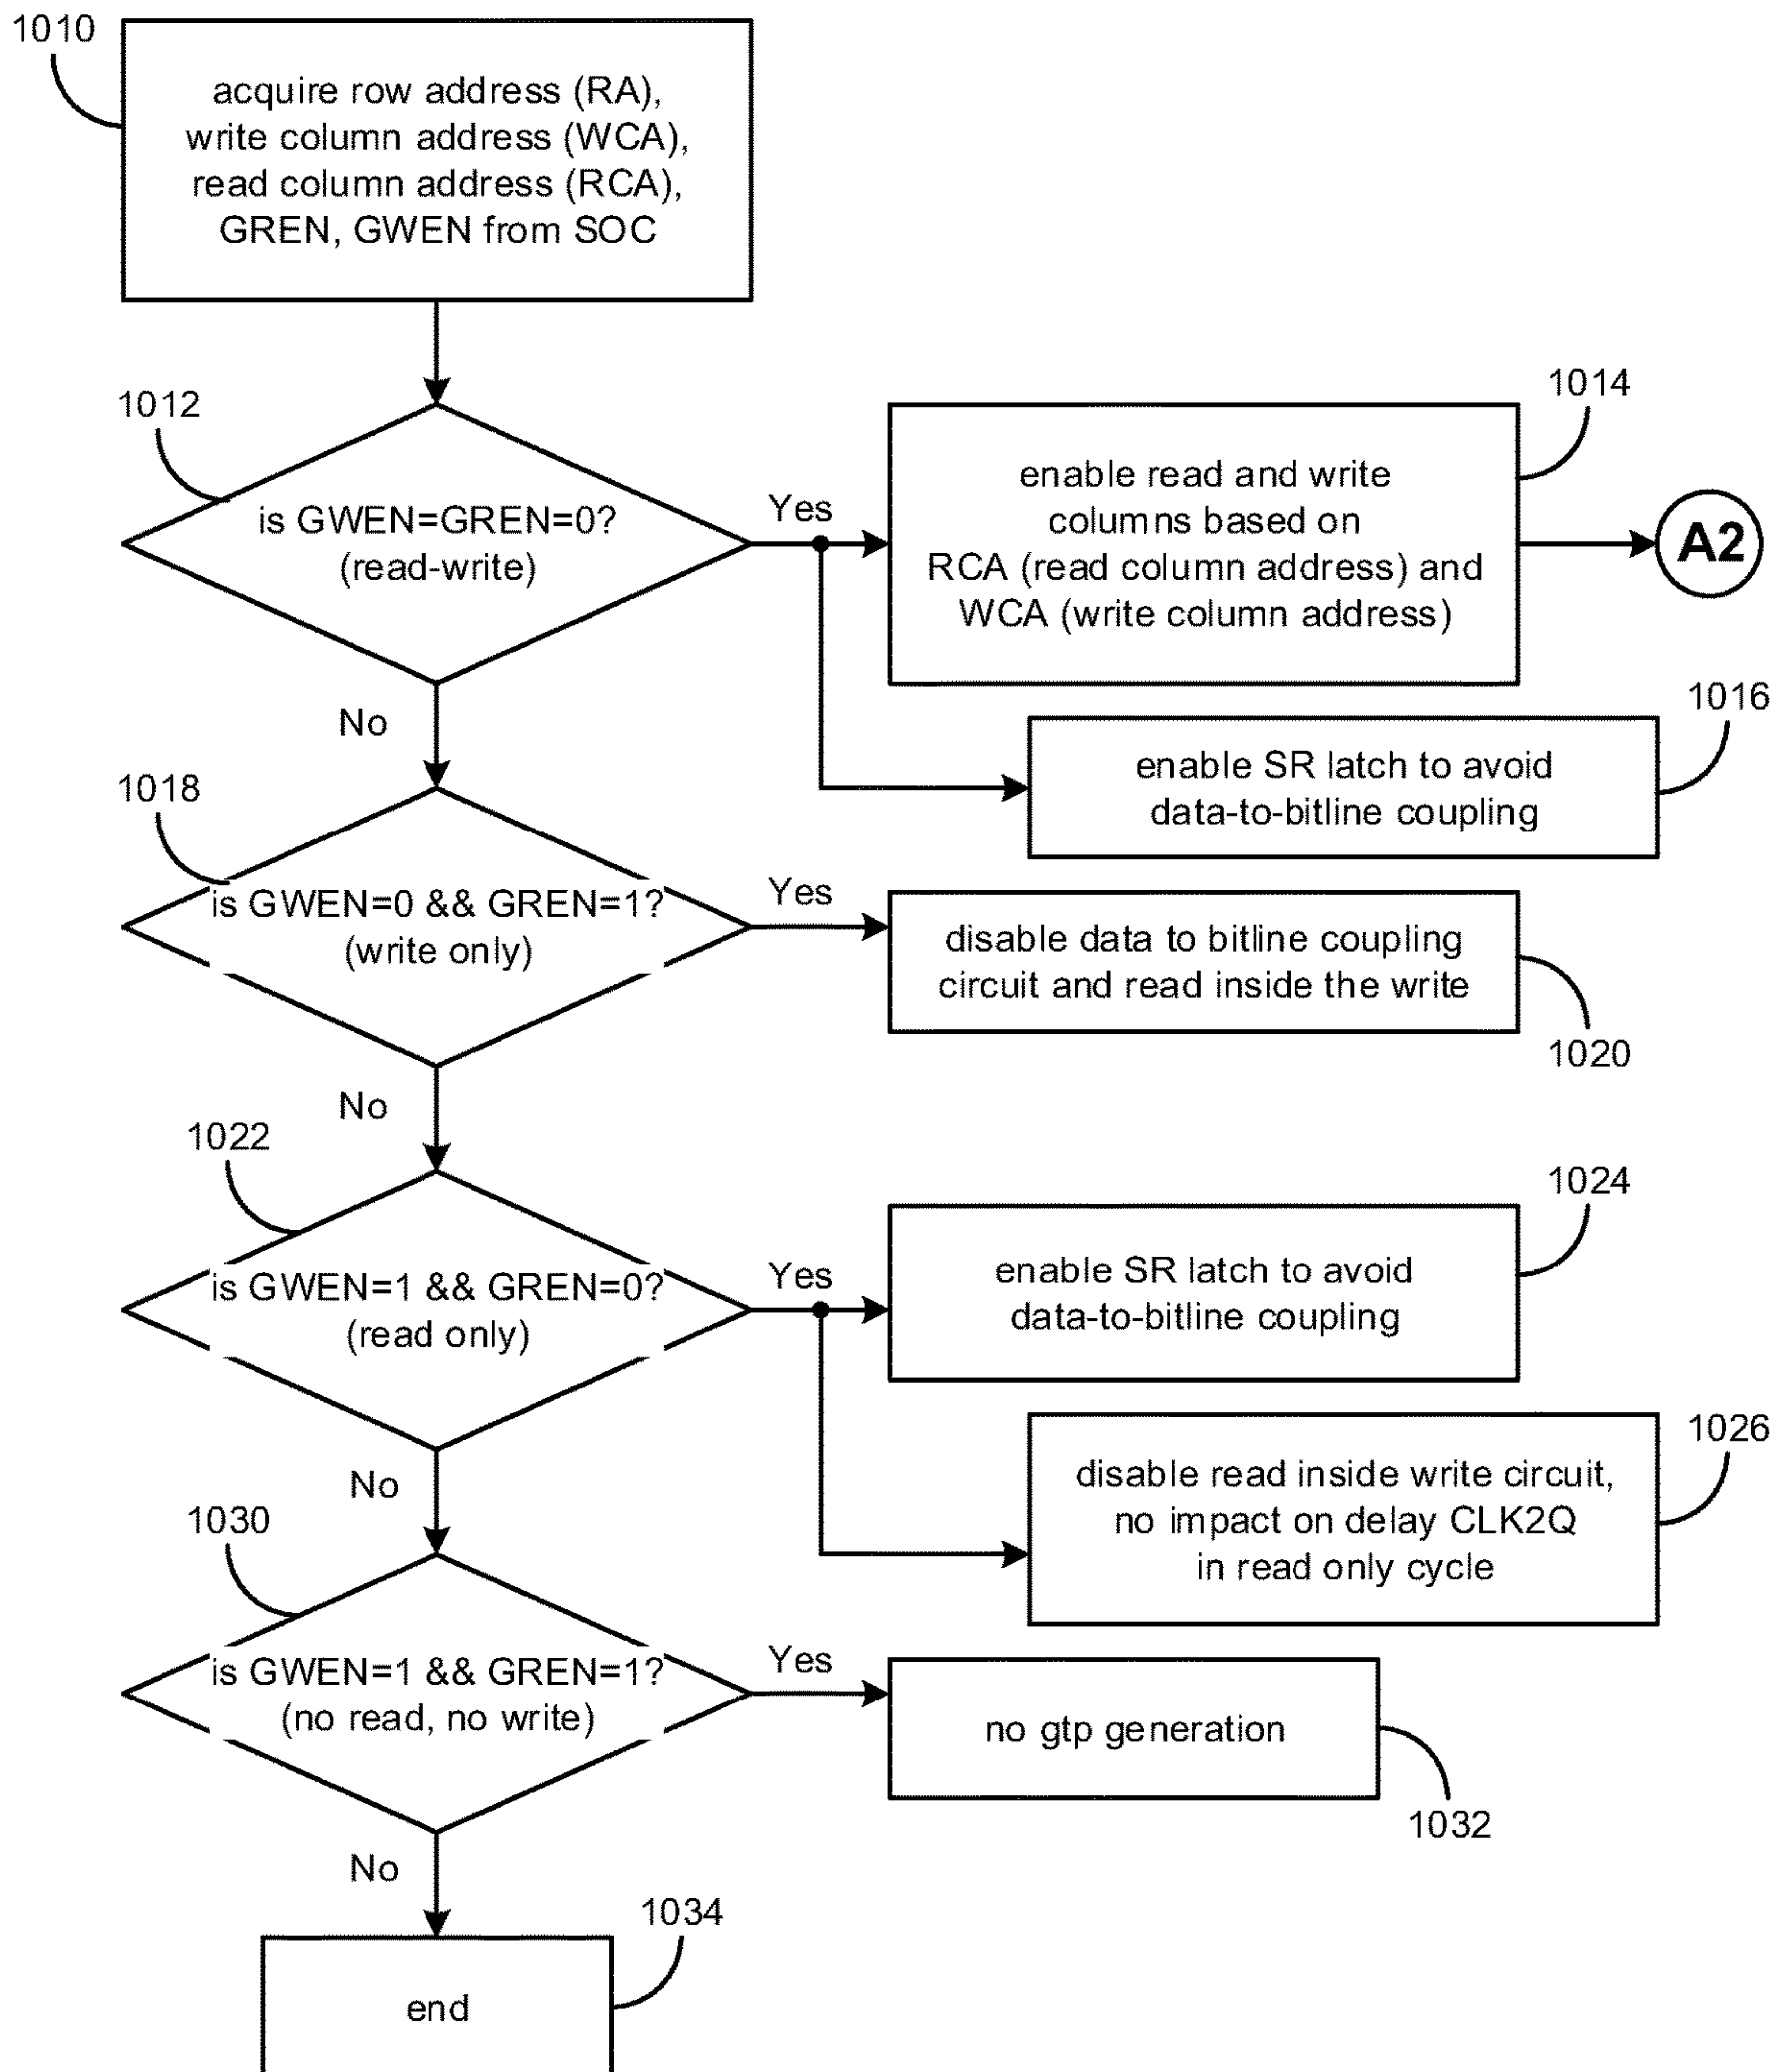 1010
acquire row address (RA),
write column address (WCA),
read column address (RCA),
GREN, GWEN from SOC
1012
is GWEN=GREN=0?
(read-write)
Yes
1014
enable read and write
columns based on
RCA (read column address) and
WCA (write column address)
A2
No
1016
enable SR latch to avoid
data-to-bitline coupling
1018
is GWEN=0 && GREN=1?
(write only)
Yes
disable data to bitline coupling
circuit and read inside the write
1020
No
1022
is GWEN=1 && GREN=0?
(read only)
Yes
1024
enable SR latch to avoid
data-to-bitline coupling
1026
disable read inside write circuit,
no impact on delay CLK2Q
in read only cycle
No
1030
is GWEN=1 && GREN=1?
(no read, no write)
Yes
no gtp generation
1032
No
1034
end